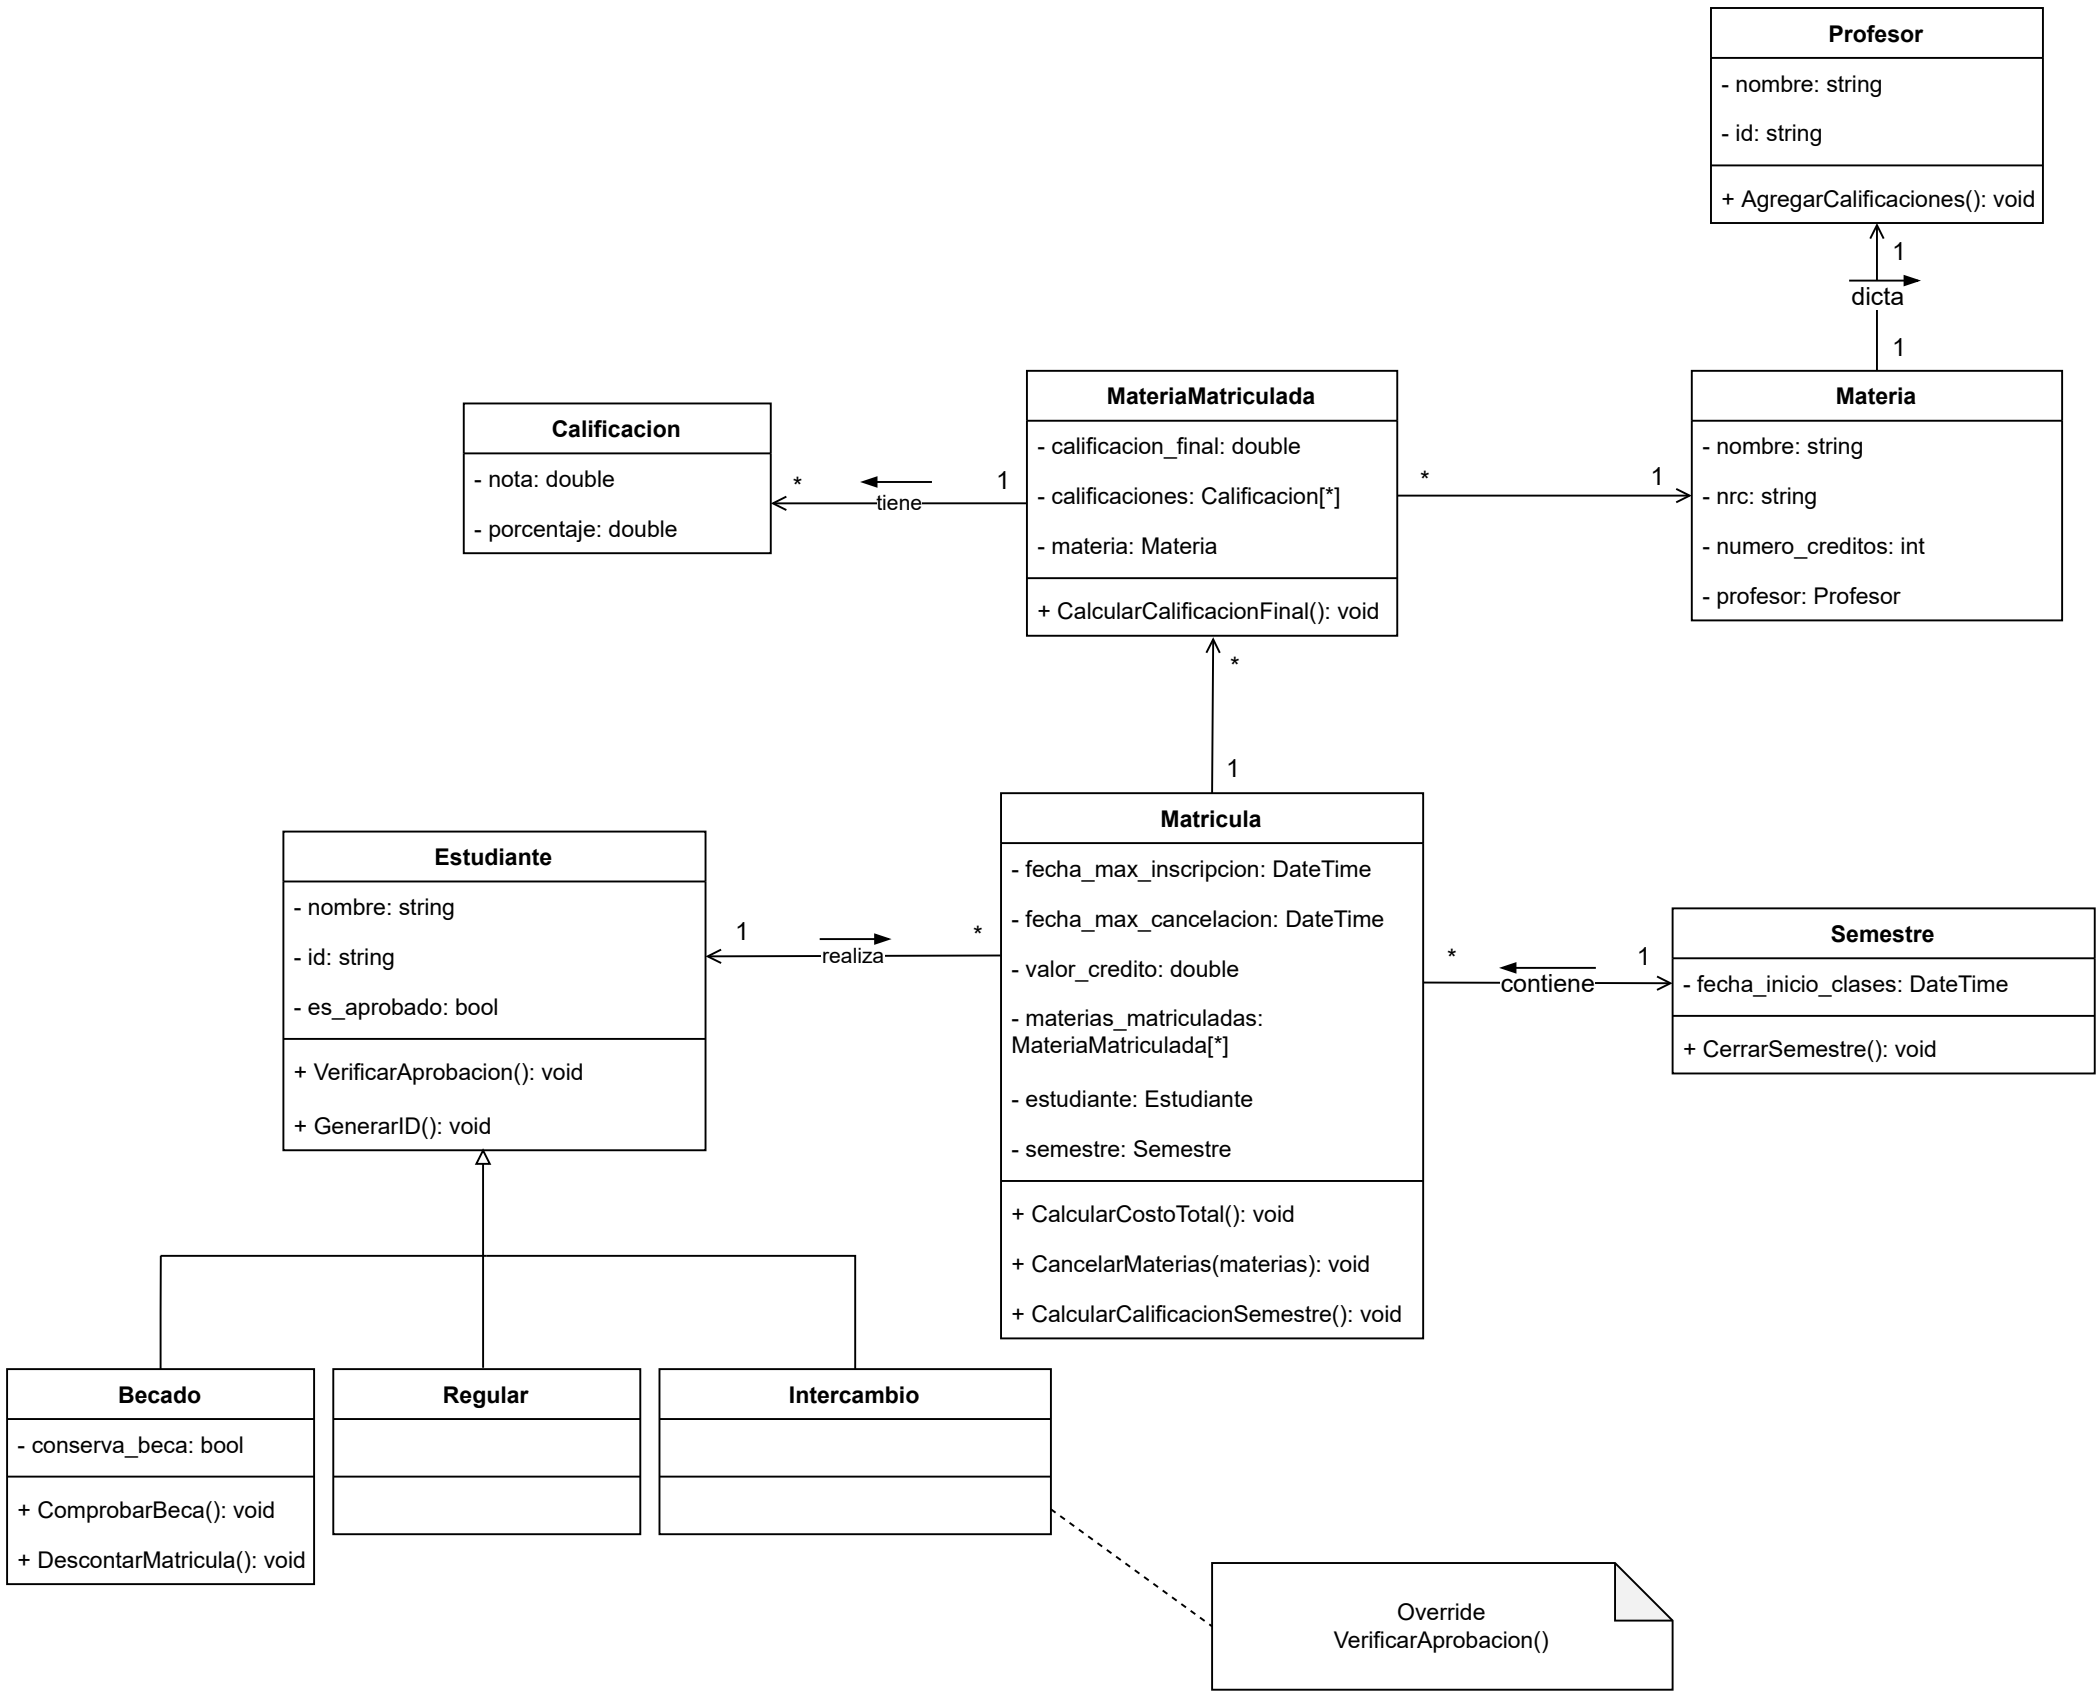 Profesor
- nombre: string
- id: string
+ AgregarCalificaciones(): void
1
dicta
1
MateriaMatriculada
- calificacion_final: double
- calificaciones: Calificacion[*]
- materia: Materia
+ CalcularCalificacionFinal(): void
Materia
- nombre: string
- nrc: string
- numero_creditos: int
- profesor: Profesor
Calificacion
- nota: double
- porcentaje: double
*
tiene
1
*
1
*
1
Matricula
- fecha_max_inscripcion: DateTime
- fecha_max_cancelacion: DateTime
- valor_credito: double
- materias_matriculadas:
MateriaMatriculada[*]
- estudiante: Estudiante
- semestre: Semestre
+ CalcularCostoTotal(): void
+ CancelarMaterias(materias): void
+ CalcularCalificacionSemestre(): void
Estudiante
- nombre: string
- id: string
- es_aprobado: bool
+ VerificarAprobacion(): void
+ GenerarID(): void
1
realiza
*
*
contiene
1
Semestre
- fecha_inicio_clases: DateTime
+ CerrarSemestre(): void
Becado
- conserva_beca: bool
+ ComprobarBeca(): void
+ DescontarMatricula(): void
Regular
Intercambio
Override
VerificarAprobacion()